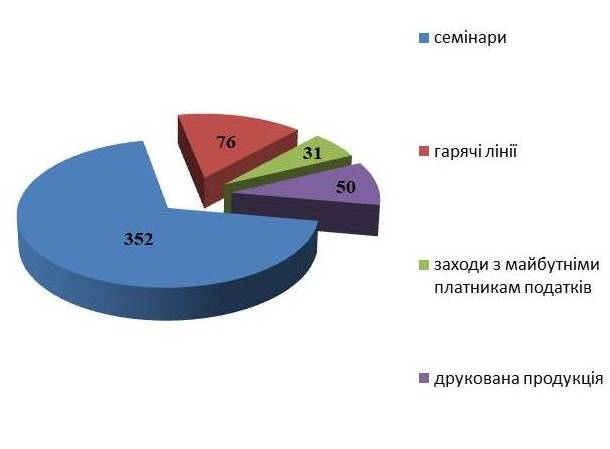 семінари
76
гарячі лінії
31
50
352
заходи з майбутніми
платникам податків
друкована продукція